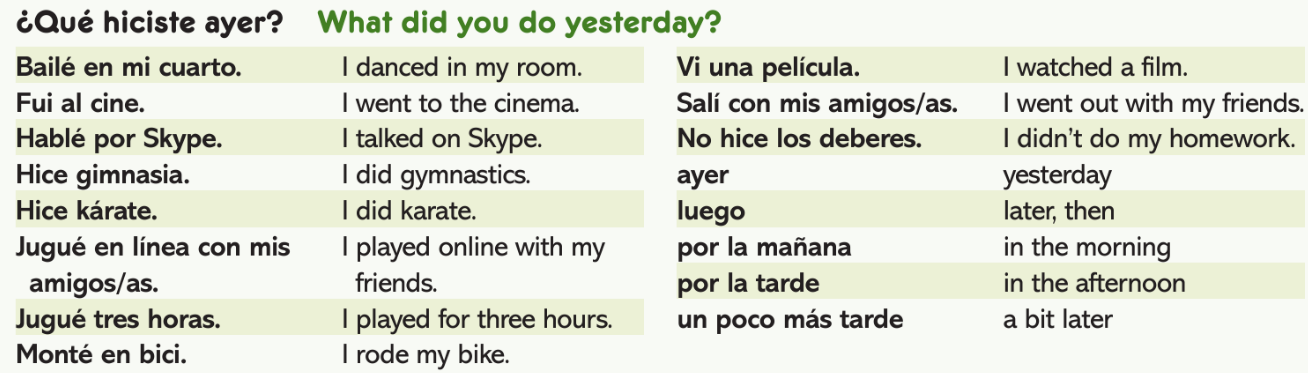 ¿Qué hiciste ayer? What did you do yesterday?
Bailé en mi cuarto. I danced in my room.
Fui al cine. I went to the cinema.
Hablé por Skype. I talked on Skype.
Hice gimnasia. I did gymnastics.
Hice kárate. I did karate.
Jugué en línea con mis I played online with my
amigos/as. friends.
Jugué tres horas. I played for three hours.
Monté en bici. I rode my bike.
Vi una película. I watched a film.
Salí con mis amigos/as. I went out with my friends.
No hice los deberes. I didn't do my homework.
ayer yesterday
luego later, then
por la mañana in the morning
por la tarde in the afternoon
un poco más tarde a bit later